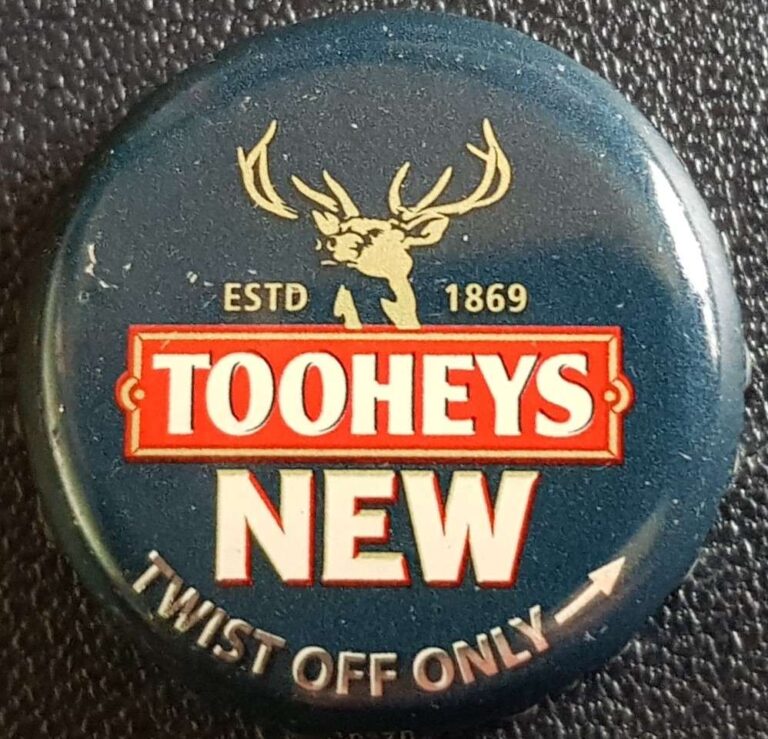 ESTD 1869
TOOHEYS
NEW
TWIST OFF ONLY